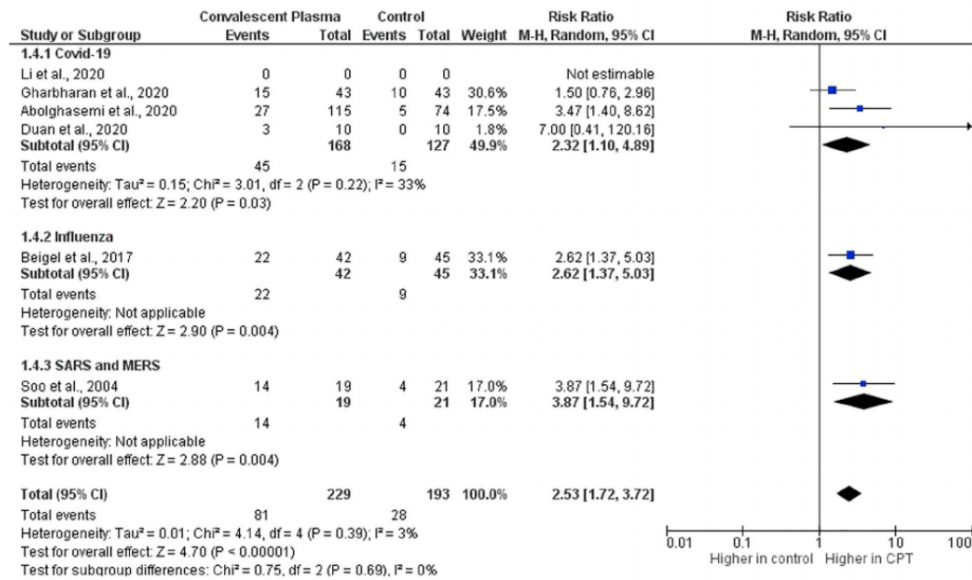 Convalescent Plasma Control Risk Ratio Risk Ratio
Study or Subgroup Events Total Events Total Weight M-H, Random, 95% CI M-H, Random, 95% CI
1.4.1 Covid-19
Li et al., 2020 0 0 0 0 Not estimable
Gharbharan et al., 2020 15 43 10 43 30.6% 1.50 [0.76, 2.96]
Abolghasemi et al., 2020 27 115 5 74 17.5% 3.47 [1.40, 8.62]
Duan et al., 2020 3 10 0 10 1.8% 7.00 [0.41, 120.16]
Subtotal (95% CI) 168 127 49.9% 2.32 [1.10, 4.89]
Total events 45 15
Heterogeneity: Tau² = 0.15; Chi² = 3.01, df = 2 (P = 0.22); I² = 33%
Test for overall effect: Z = 2.20 (P = 0.03)
1.4.2 Influenza
Beigel et al., 2017 22 42 9 45 33.1% 2.62 [1.37, 5.03]
Subtotal (95% CI) 42 45 33.1% 2.62 [1.37, 5.03]
Total events 22 9
Heterogeneity: Not applicable
Test for overall effect: Z = 2.90 (P = 0.004)
1.4.3 SARS and MERS
Soo et al., 2004 14 19 4 21 17.0% 3.87 [1.54, 9.72]
Subtotal (95% CI) 19 21 17.0% 3.87 [1.54, 9.72]
Total events 14 4
Heterogeneity: Not applicable
Test for overall effect: Z = 2.88 (P = 0.004)
Total (95% CI) 229 193 100.0% 2.53 [1.72, 3.72]
Total events 81 28
Heterogeneity: Tau² = 0.01; Chi² = 4.14, df = 4 (P = 0.39); I² = 3%
Test for overall effect: Z = 4.70 (P < 0.00001)
Test for subgroup differences: Chi² = 0.75, df = 2 (P = 0.69), I² = 0%
0.01 0.1 1 10 100
Higher in control Higher in CPT